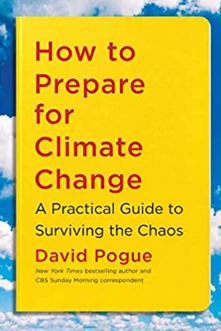 How to
Prepare
for
Climate
Change
A Practical Guide to
Surviving the Chaos
David Pogue
New York Times bestselling author and
CBS Sunday Morning correspondent